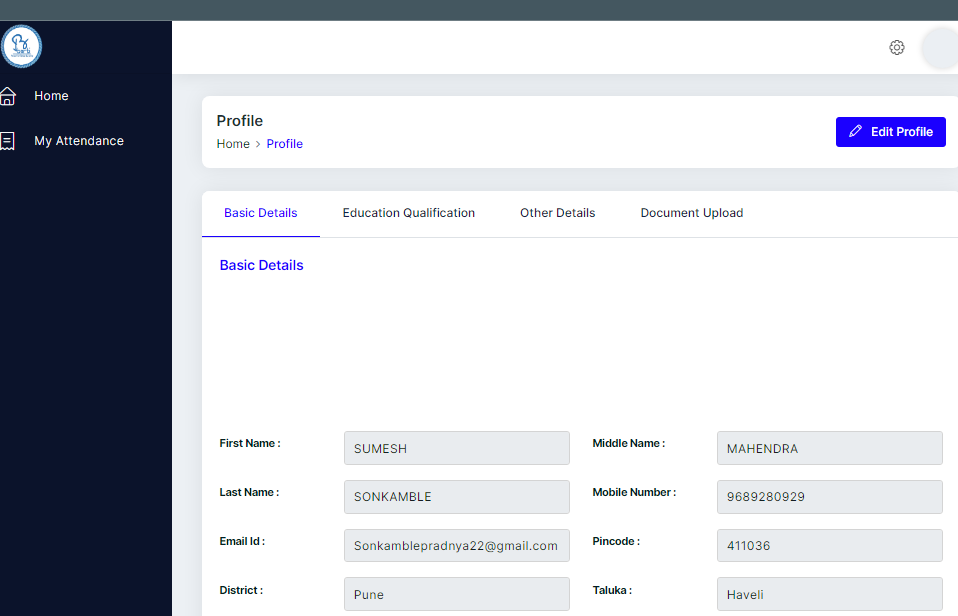 Home
My Attendance
Profile
Home > Profile
Edit Profile
Basic Details
Education Qualification
Other Details
Document Upload
Basic Details
First Name :
SUMESH
Middle Name :
MAHENDRA
Last Name :
SONKAMBLE
Mobile Number :
9689280929
Email Id :
Sonkamblepradnya22@gmail.com
Pincode :
411036
District :
Pune
Taluka :
Haveli